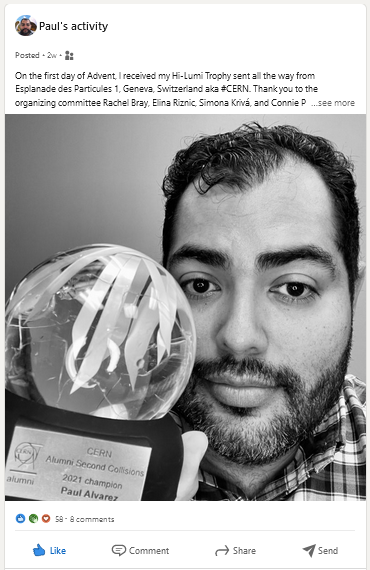 Paul's activity
Posted • 2w •
On the first day of Advent, I received my Hi-Lumi Trophy sent all the way from
Esplanade des Particules 1, Geneva, Switzerland aka #CERN. Thank you to the
organizing committee Rachel Bray, Elina Riznic, Simona Krivá, and Connie P ...see more
CERN
Alumni Second Collisions
2021 champion
Paul Alvarez
CERN
alumni
58 · 8 comments
Like
Comment
Share
Send